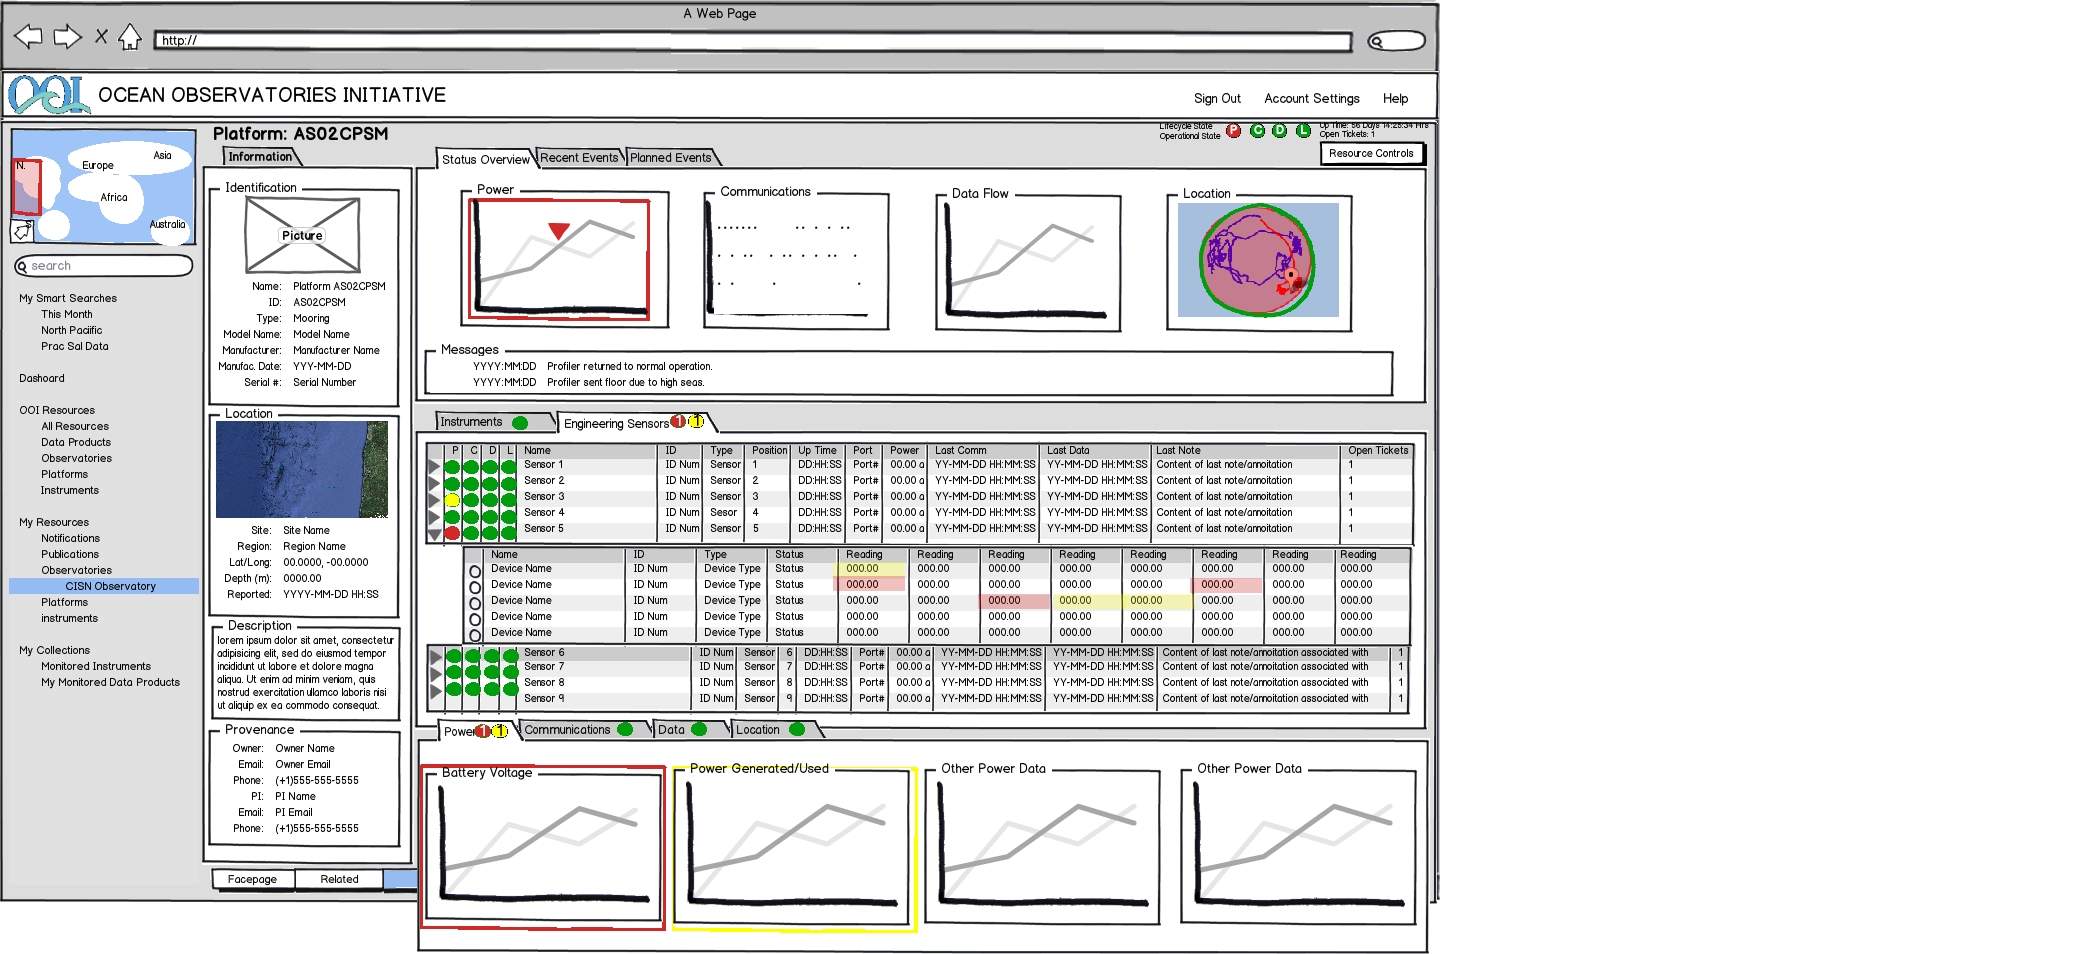 A Web Page
http://
OOI OCEAN OBSERVATORIES INITIATIVE
Sign Out Account Settings Help
N.
Europe
Asia
Africa
Australia
search
My Smart Searches
This Month
North Paciific
Prac Sal Data
Dashoard
OOI Resources
All Resources
Data Products
Observatories
Platforms
Instruments
My Resources
Notifications
Publications
Observatories
CISN Observatory
Platforms
instruments
My Collections
Monitored Instruments
My Monitored Data Products
Platform: AS02CPSM
Lifecycle State
Operational State
P C D L
Up Time: 56 Days 14:25:34 Hrs
Open Tickets: 1
Resource Controls
Information
Identification
Picture
Name: Platform AS02CPSM
ID: AS02CPSM
Type: Mooring
Model Name: Model Name
Manufacturer: Manufacturer Name
Manufac. Date: YYY-MM-DD
Serial #: Serial Number
Location
Site: Site Name
Region: Region Name
Lat/Long: 00.0000, -00.0000
Depth (m): 0000.00
Reported: YYYY-MM-DD HH:SS
Description
lorem ipsum dolor sit amet, consectetur
adipisicing elit, sed do eiusmod tempor
incididunt ut labore et dolore magna
aliqua. Ut enim ad minim veniam, quis
nostrud exercitation ullamco laboris nisi
ut aliquip ex ea commodo consequat.
Provenance
Owner: Owner Name
Email: Owner Email
Phone: (+1)555-555-5555
PI: PI Name
Email: PI Email
Phone: (+1)555-555-5555
Facepage Related
Status Overview Recent Events Planned Events
Power
Communications
Data Flow
Location
Messages
YYYY:MM:DD Profiler returned to normal operation.
YYYY:MM:DD Profiler sent floor due to high seas.
Instruments
Engineering Sensors 1 1
P C D L Name ID Type Position Up Time Port Power Last Comm Last Data Last Note Open Tickets
Sensor 1 ID Num Sensor 1 DD:HH:SS Port# 00.00 a YY-MM-DD HH:MM:SS YY-MM-DD HH:MM:SS Content of last note/annoitation 1
Sensor 2 ID Num Sensor 2 DD:HH:SS Port# 00.00 a YY-MM-DD HH:MM:SS YY-MM-DD HH:MM:SS Content of last note/annoitation 1
Sensor 3 ID Num Sensor 3 DD:HH:SS Port# 00.00 a YY-MM-DD HH:MM:SS YY-MM-DD HH:MM:SS Content of last note/annoitation 1
Sensor 4 ID Num Sesor 4 DD:HH:SS Port# 00.00 a YY-MM-DD HH:MM:SS YY-MM-DD HH:MM:SS Content of last note/annoitation 1
Sensor 5 ID Num Sensor 5 DD:HH:SS Port# 00.00 a YY-MM-DD HH:MM:SS YY-MM-DD HH:MM:SS Content of last note/annoitation 1
Name ID Type Status Reading Reading Reading Reading Reading Reading Reading Reading
Device Name ID Num Device Type Status 000.00 000.00 000.00 000.00 000.00 000.00 000.00 000.00
Device Name ID Num Device Type Status 000.00 000.00 000.00 000.00 000.00 000.00 000.00 000.00
Device Name ID Num Device Type Status 000.00 000.00 000.00 000.00 000.00 000.00 000.00 000.00
Device Name ID Num Device Type Status 000.00 000.00 000.00 000.00 000.00 000.00 000.00 000.00
Device Name ID Num Device Type Status 000.00 000.00 000.00 000.00 000.00 000.00 000.00 000.00
Sensor 6 ID Num Sensor 6 DD:HH:SS Port# 00.00 a YY-MM-DD HH:MM:SS YY-MM-DD HH:MM:SS Content of last note/annoitation associated with 1
Sensor 7 ID Num Sensor 7 DD:HH:SS Port# 00.00 a YY-MM-DD HH:MM:SS YY-MM-DD HH:MM:SS Content of last note/annoitation associated with 1
Sensor 8 ID Num Sensor 8 DD:HH:SS Port# 00.00 a YY-MM-DD HH:MM:SS YY-MM-DD HH:MM:SS Content of last note/annoitation associated with 1
Sensor 9 ID Num Sensor 9 DD:HH:SS Port# 00.00 a YY-MM-DD HH:MM:SS YY-MM-DD HH:MM:SS Content of last note/annoitation associated with 1
Power 1 1 Communications Data Location
Battery Voltage
Power Generated/Used
Other Power Data
Other Power Data